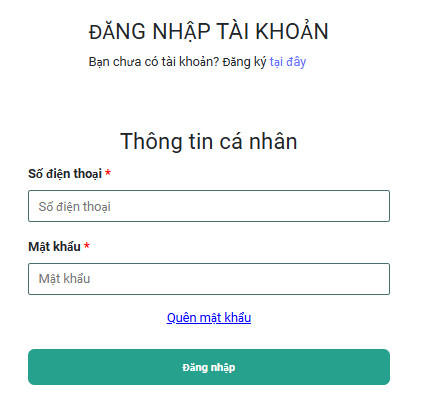 ĐĂNG NHẬP TÀI KHOẢN
Bạn chưa có tài khoản? Đăng ký tại đây
Thông tin cá nhân
Số điện thoại *
Số điện thoại
Mật khẩu *
Mật khẩu
Quên mật khẩu
Đăng nhập